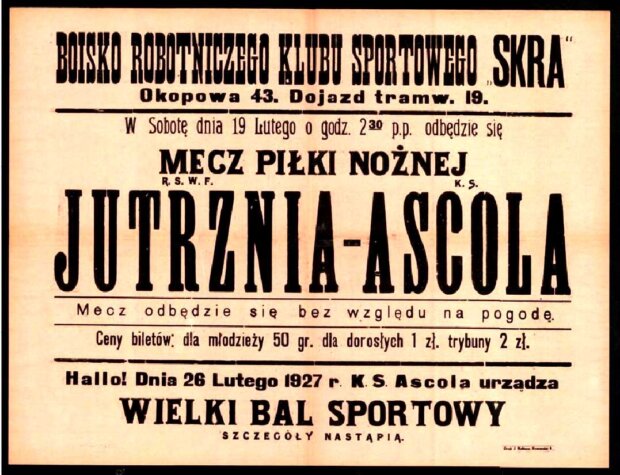 BOISKO ROBOTNICZEGO KLUBU SPORTOWEGO „SKRA"
Okopowa 43. Dojazd tramw. 19.
W Sobotę dnia 19 Lutego o godz. 2³⁰ p.p. odbędzie się
MECZ PIŁKI NOŻNEJ
R. S. W. F. K. S.
JUTRZNIA-ASCOLA
Mecz odbędzie się bez względu na pogodę.
Ceny biletów: dla młodzieży 50 gr. dla dorosłych 1 zł. trybuny 2 zł.
Hallo! Dnia 26 Lutego 1927 r. K. S. Ascola urządza
WIELKI BAL SPORTOWY
SZCZEGÓŁY NASTĄPIĄ.